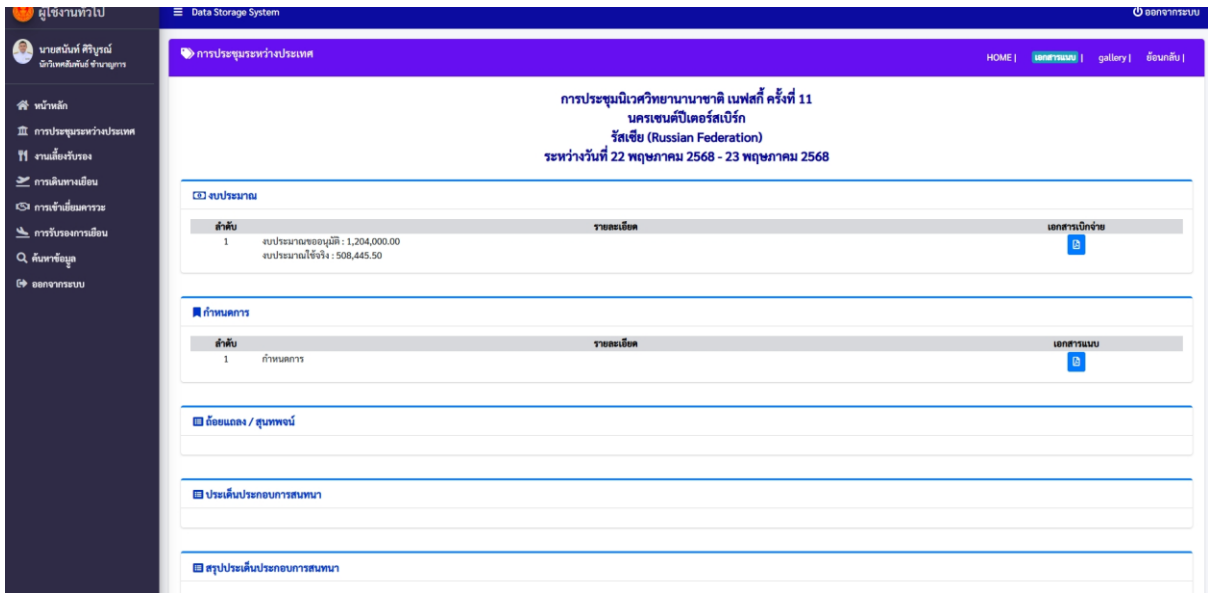 ผู้ใช้งานทั่วไป
Data Storage System
ออกจากระบบ
นายสนันท์ ศิริบูรณ์
นักวิเทศสัมพันธ์ ชำนาญการ
หน้าหลัก
การประชุมระหว่างประเทศ
งานเลี้ยงรับรอง
การเดินทางเยือน
การเข้าเยี่ยมคารวะ
การรับรองการเยือน
ค้นหาข้อมูล
ออกจากระบบ
การประชุมระหว่างประเทศ
HOME | เอกสารแนบ | gallery | ย้อนกลับ |
การประชุมนิเวศวิทยานานาชาติ เนฟสกี้ ครั้งที่ 11
นครเซนต์ปีเตอร์สเบิร์ก
รัสเซีย (Russian Federation)
ระหว่างวันที่ 22 พฤษภาคม 2568 - 23 พฤษภาคม 2568
งบประมาณ
ลำดับ รายละเอียด เอกสารเบิกจ่าย
1 งบประมาณขออนุมัติ : 1,204,000.00
งบประมาณใช้จริง : 508,445.50
กำหนดการ
ลำดับ รายละเอียด เอกสารแนบ
1 กำหนดการ
ถ้อยแถลง / สุนทพจน์
ประเด็นประกอบการสนทนา
สรุปประเด็นประกอบการสนทนา